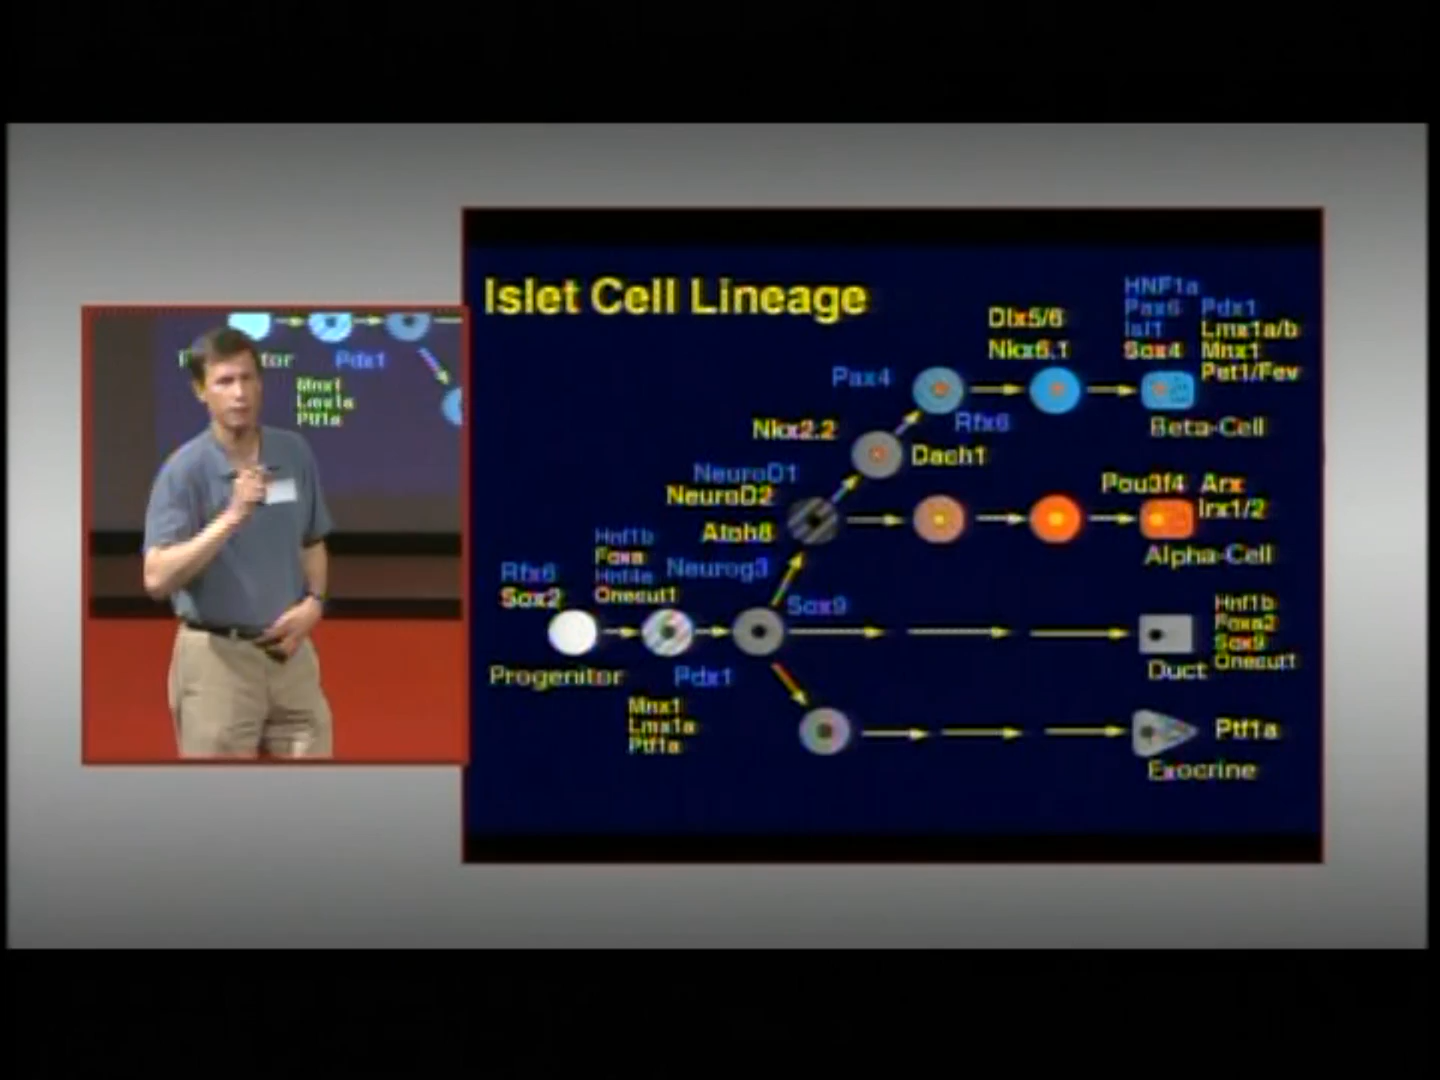 Islet Cell Lineage
HNF1a
Pax6 Pdx1
Isl1 Lmx1a/b
Sox4 Mnx1
Pet1/Fev
Dlx5/6
Nkx6.1
Pax4
Rfx6
Beta-Cell
Nkx2.2
Dach1
NeuroD1
NeuroD2
Atoh8
Pou3f4 Arx
Irx1/2
Alpha-Cell
Hnf1b
Foxa
Hnf4a
Onecut1
Neurog3
Rfx6
Sox2
Sox9
Hnf1b
Foxa2
Sox9
Onecut1
Duct
Progenitor
Pdx1
Mnx1
Lmx1a
Ptf1a
Ptf1a
Exocrine
tor Pdx1
Mnx1
Lmx1a
Ptf1a